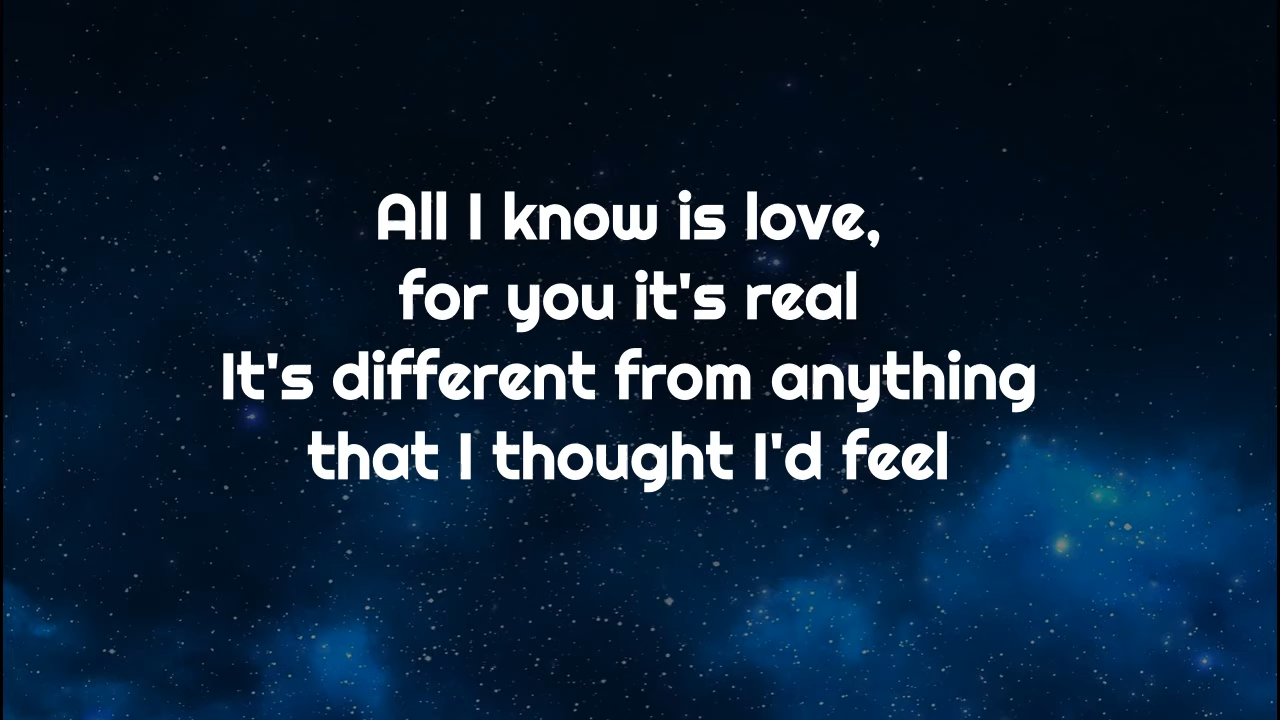 All I know is love,
for you it's real
It's different from anything
that I thought I'd feel